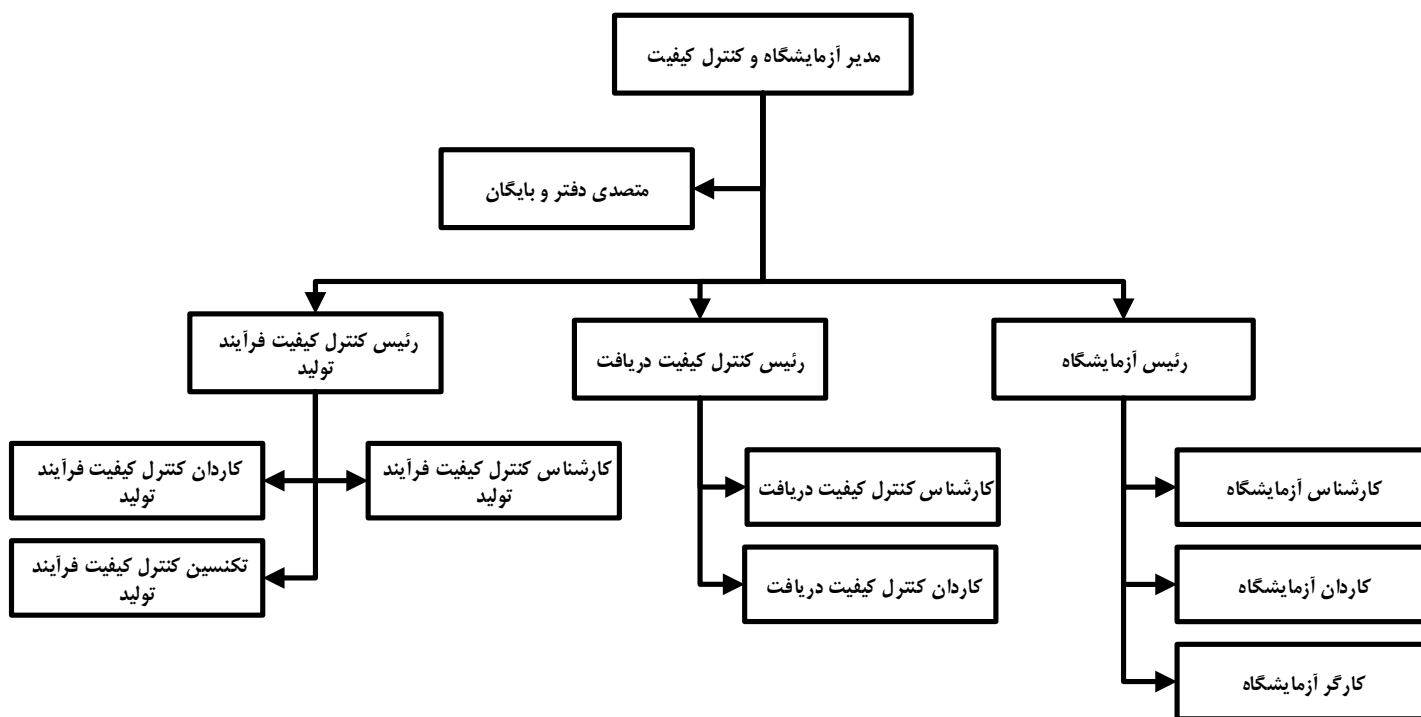 مدیر آزمایشگاه و کنترل کیفیت
متصدی دفتر و بایگان
رئیس آزمایشگاه
رئیس کنترل کیفیت دریافت
رئیس کنترل کیفیت فرآیند
تولید
کارشناس آزمایشگاه
کاردان آزمایشگاه
کارگر آزمایشگاه
کارشناس کنترل کیفیت دریافت
کاردان کنترل کیفیت دریافت
کارشناس کنترل کیفیت فرآیند
تولید
کاردان کنترل کیفیت فرآیند
تولید
تکنسین کنترل کیفیت فرآیند
تولید